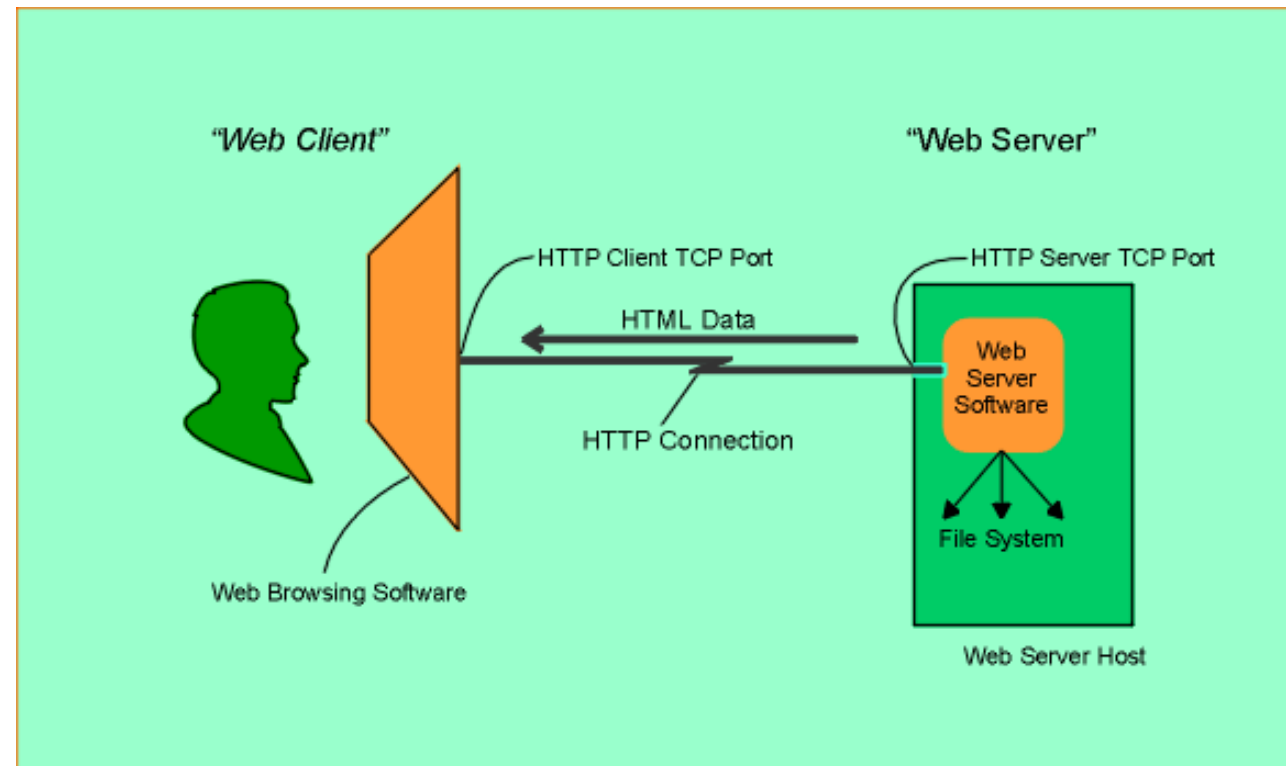 “Web Client”
“Web Server”
HTTP Client TCP Port
HTTP Server TCP Port
HTML Data
Web
Server
Software
HTTP Connection
File System
Web Browsing Software
Web Server Host